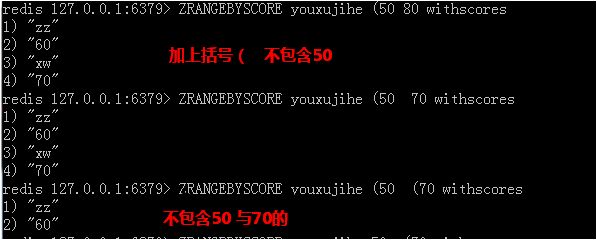 redis 127.0.0.1:6379> ZRANGEBYSCORE youxujihe (50 80 withscores
1) "zz"
2) "60"
3) "xw"
4) "70"
加上括号 ( 不包含50
redis 127.0.0.1:6379> ZRANGEBYSCORE youxujihe (50  70 withscores
1) "zz"
2) "60"
3) "xw"
4) "70"
redis 127.0.0.1:6379> ZRANGEBYSCORE youxujihe (50  (70 withscores
1) "zz"
2) "60"
不包含50 与70的